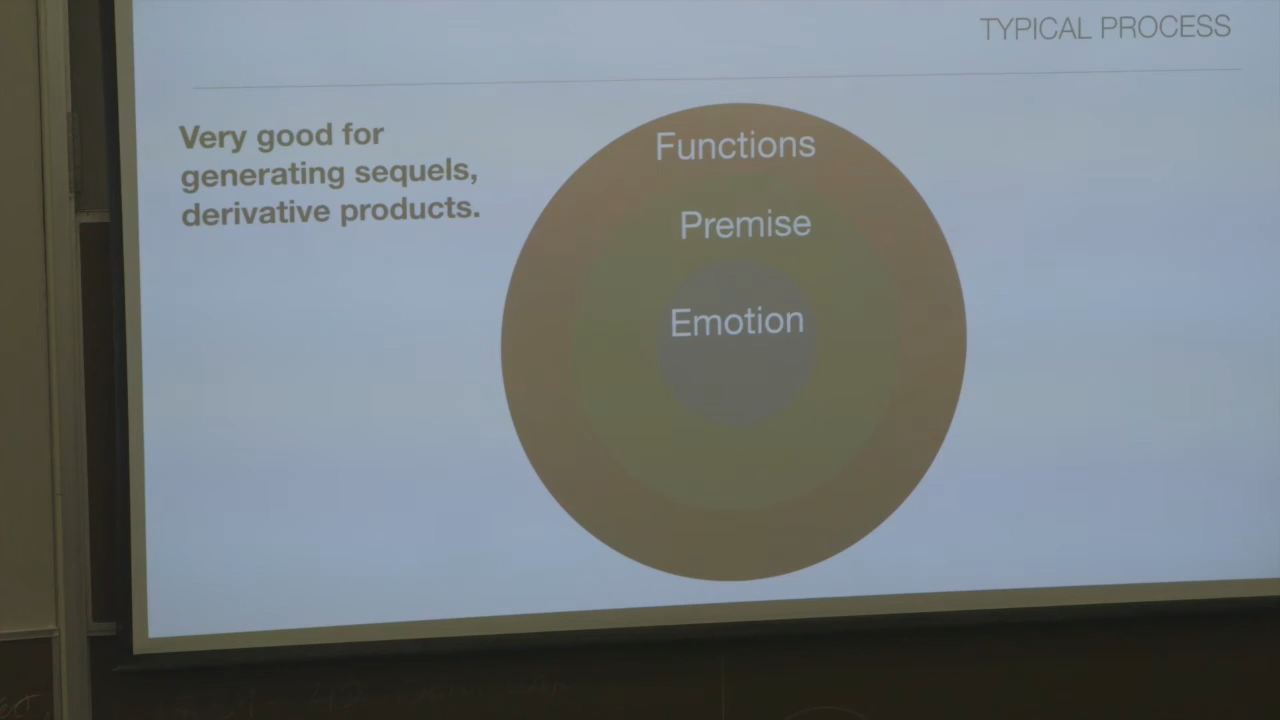 TYPICAL PROCESS
Very good for
generating sequels,
derivative products.
Functions
Premise
Emotion